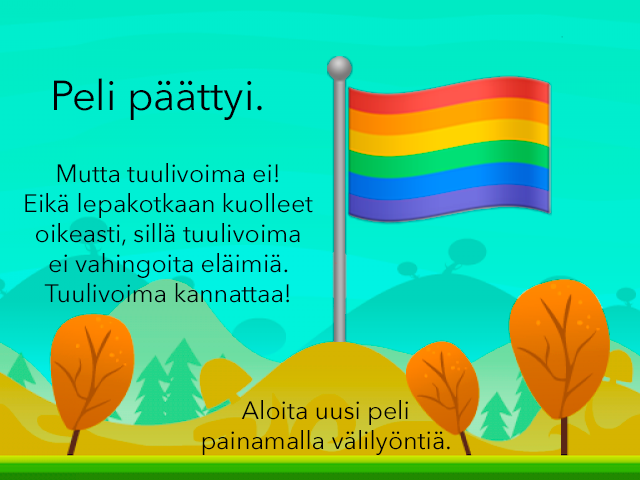 Peli päättyi.
Mutta tuulivoima ei!
Eikä lepakotkaan kuolleet
oikeasti, sillä tuulivoima
ei vahingoita eläimiä.
Tuulivoima kannattaa!
Aloita uusi peli
painamalla välilyöntiä.